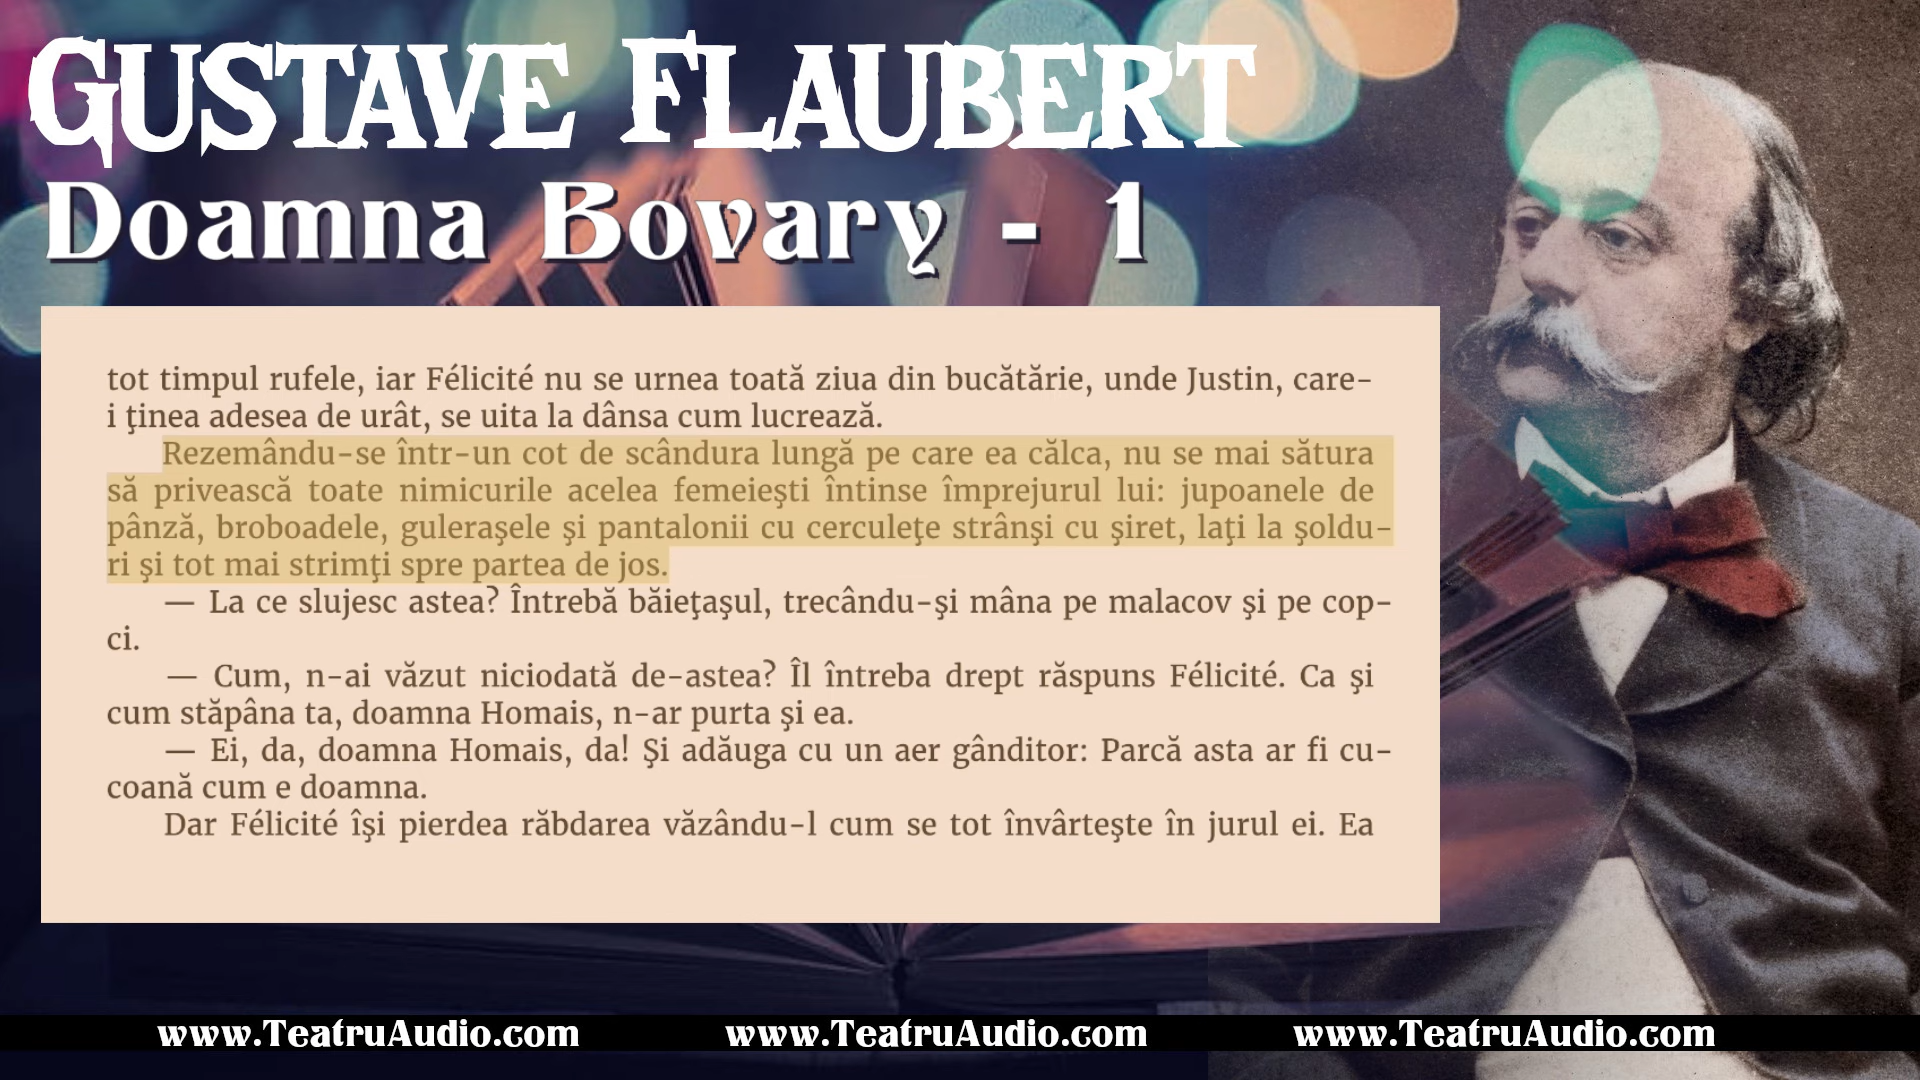 GUSTAVE FLAUBERT
Doamna Bovary - 1
tot timpul rufele, iar Félicité nu se urnea toată ziua din bucătărie, unde Justin, care-
i ţinea adesea de urât, se uita la dânsa cum lucrează.
Rezemându-se într-un cot de scândura lungă pe care ea călca, nu se mai sătura
să privească toate nimicurile acelea femeieşti întinse împrejurul lui: jupoanele de
pânză, broboadele, guleraşele şi pantalonii cu cerculeţe strânşi cu şiret, laţi la şoldu-
ri şi tot mai strimţi spre partea de jos.
— La ce slujesc astea? Întrebă băieţaşul, trecându-şi mâna pe malacov şi pe cop-
ci.
— Cum, n-ai văzut niciodată de-astea? Îl întreba drept răspuns Félicité. Ca şi
cum stăpâna ta, doamna Homais, n-ar purta şi ea.
— Ei, da, doamna Homais, da! Şi adăuga cu un aer gânditor: Parcă asta ar fi cu-
coană cum e doamna.
Dar Félicité îşi pierdea răbdarea văzându-l cum se tot învârteşte în jurul ei. Ea
www.TeatruAudio.com www.TeatruAudio.com www.TeatruAudio.com